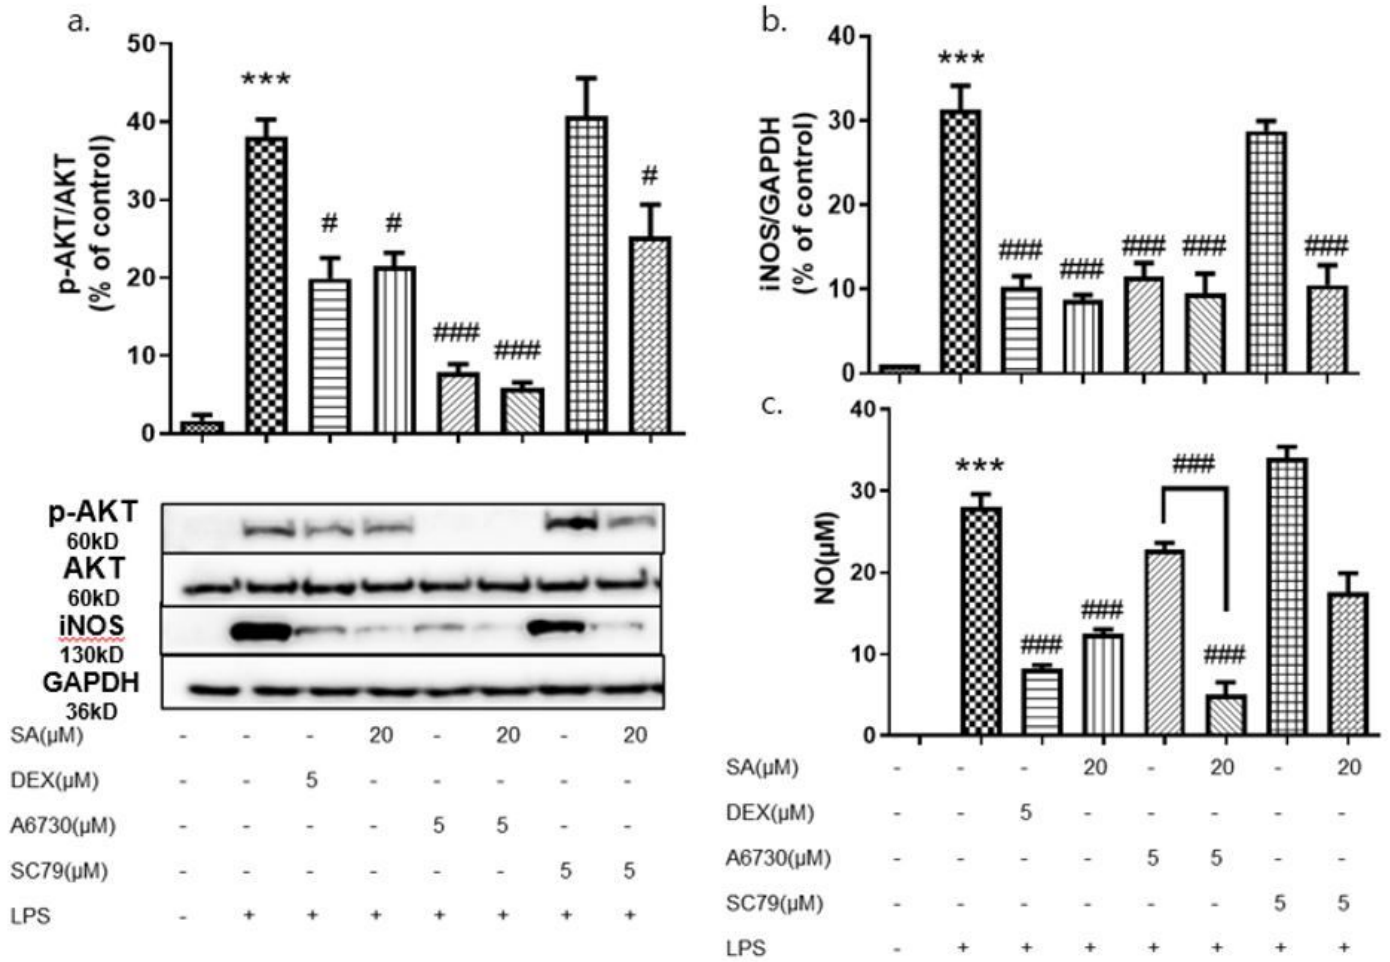 a.
50
40
30
20
10
0
p-AKT/AKT
(% of control)
***
#
#
###
###
#
p-AKT
60kD
AKT
60kD
iNOS
130kD
GAPDH
36kD
SA(µM) - - - 20 - 20 - 20
DEX(µM) - - 5 - - - - -
A6730(µM) - - - - 5 5 - -
SC79(µM) - - - - - - 5 5
LPS - + + + + + + +
b.
40
30
20
10
0
iNOS/GAPDH
(% of control)
***
###
###
###
###
###
c.
40
30
20
10
0
NO(µM)
***
###
###
###
###
SA(µM) - - - 20 - 20 - 20
DEX(µM) - - 5 - - - - -
A6730(µM) - - - - 5 5 - -
SC79(µM) - - - - - - 5 5
LPS - + + + + + + +